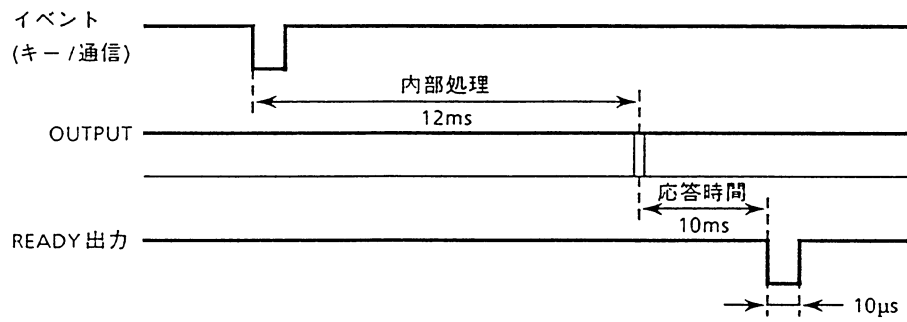 イベント
(キー/通信)
内部処理
12ms
OUTPUT
応答時間
10ms
READY出力
10μs